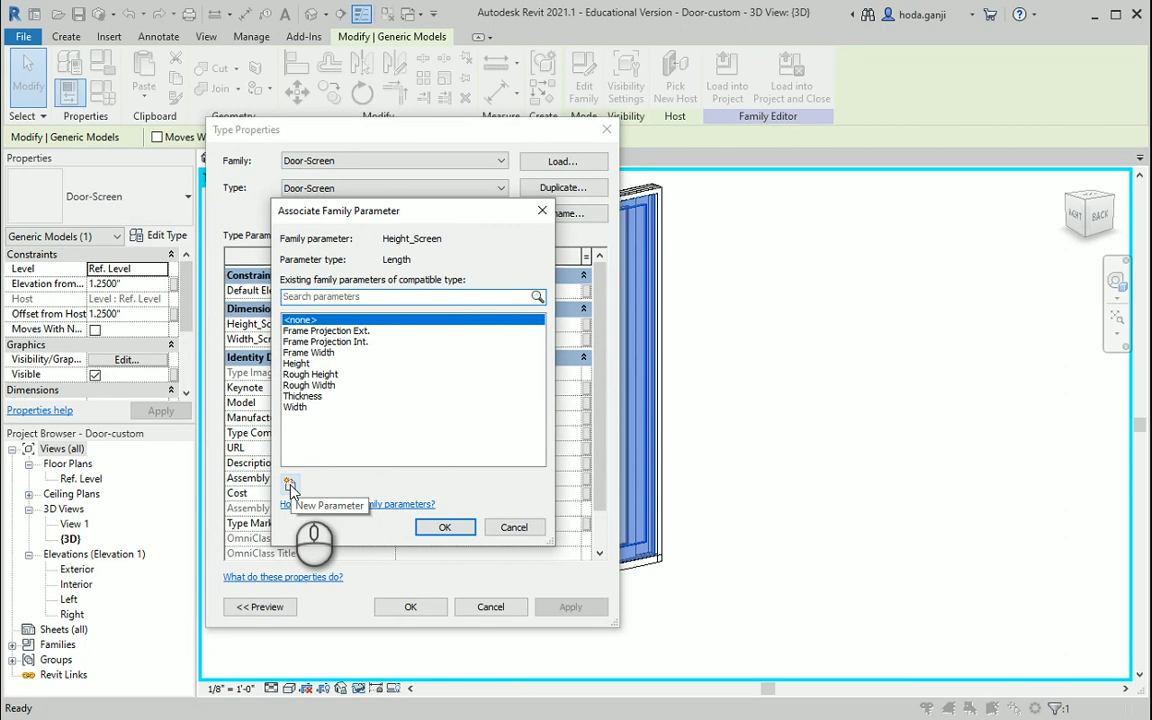 Autodesk Revit 2021.1 - Educational Version - Door-custom - 3D View: {3D}
hoda.ganji
File Create Insert Annotate View Manage Add-Ins Modify | Generic Models
Modify
Paste
Cut
Join
Edit Family
Visibility Settings
Pick New Host
Load into Project
Load into Project and Close
Select Properties Clipboard Geometry Modify Measure Create Mode Visibility Host Family Editor
Modify | Generic Models
Moves W
Properties
Door-Screen
Generic Models (1)
Edit Type
Constraints
Level Ref. Level
Elevation from... 1.2500"
Host Level : Ref. Level
Offset from Host 1.2500"
Moves With N...
Graphics
Visibility/Grap... Edit...
Visible
Dimensions
Properties help
Apply
Project Browser - Door-custom
Views (all)
Floor Plans
Ref. Level
Ceiling Plans
3D Views
View 1
{3D}
Elevations (Elevation 1)
Exterior
Interior
Left
Right
Sheets (all)
Families
Groups
Revit Links
Type Properties
Family: Door-Screen Load...
Type: Door-Screen Duplicate...
name...
Type Param
=
Constrain
Default Ele
Dimension
Height_Scr
Width_Scr
Identity D
Type Imag
Keynote
Model
Manufact
Type Com
URL
Descriptio
Assembly
Cost
Assembly
Type Mark
OmniClass
OmniClass Title
What do these properties do?
<< Preview OK Cancel Apply
Associate Family Parameter
Family parameter: Height_Screen
Parameter type: Length
Existing family parameters of compatible type:
Search parameters
<none>
Frame Projection Ext.
Frame Projection Int.
Frame Width
Height
Rough Height
Rough Width
Thickness
Width
New Parameter
Ho
mily parameters?
OK Cancel
RIGHT
BACK
1/8" = 1'-0"
Ready
:1